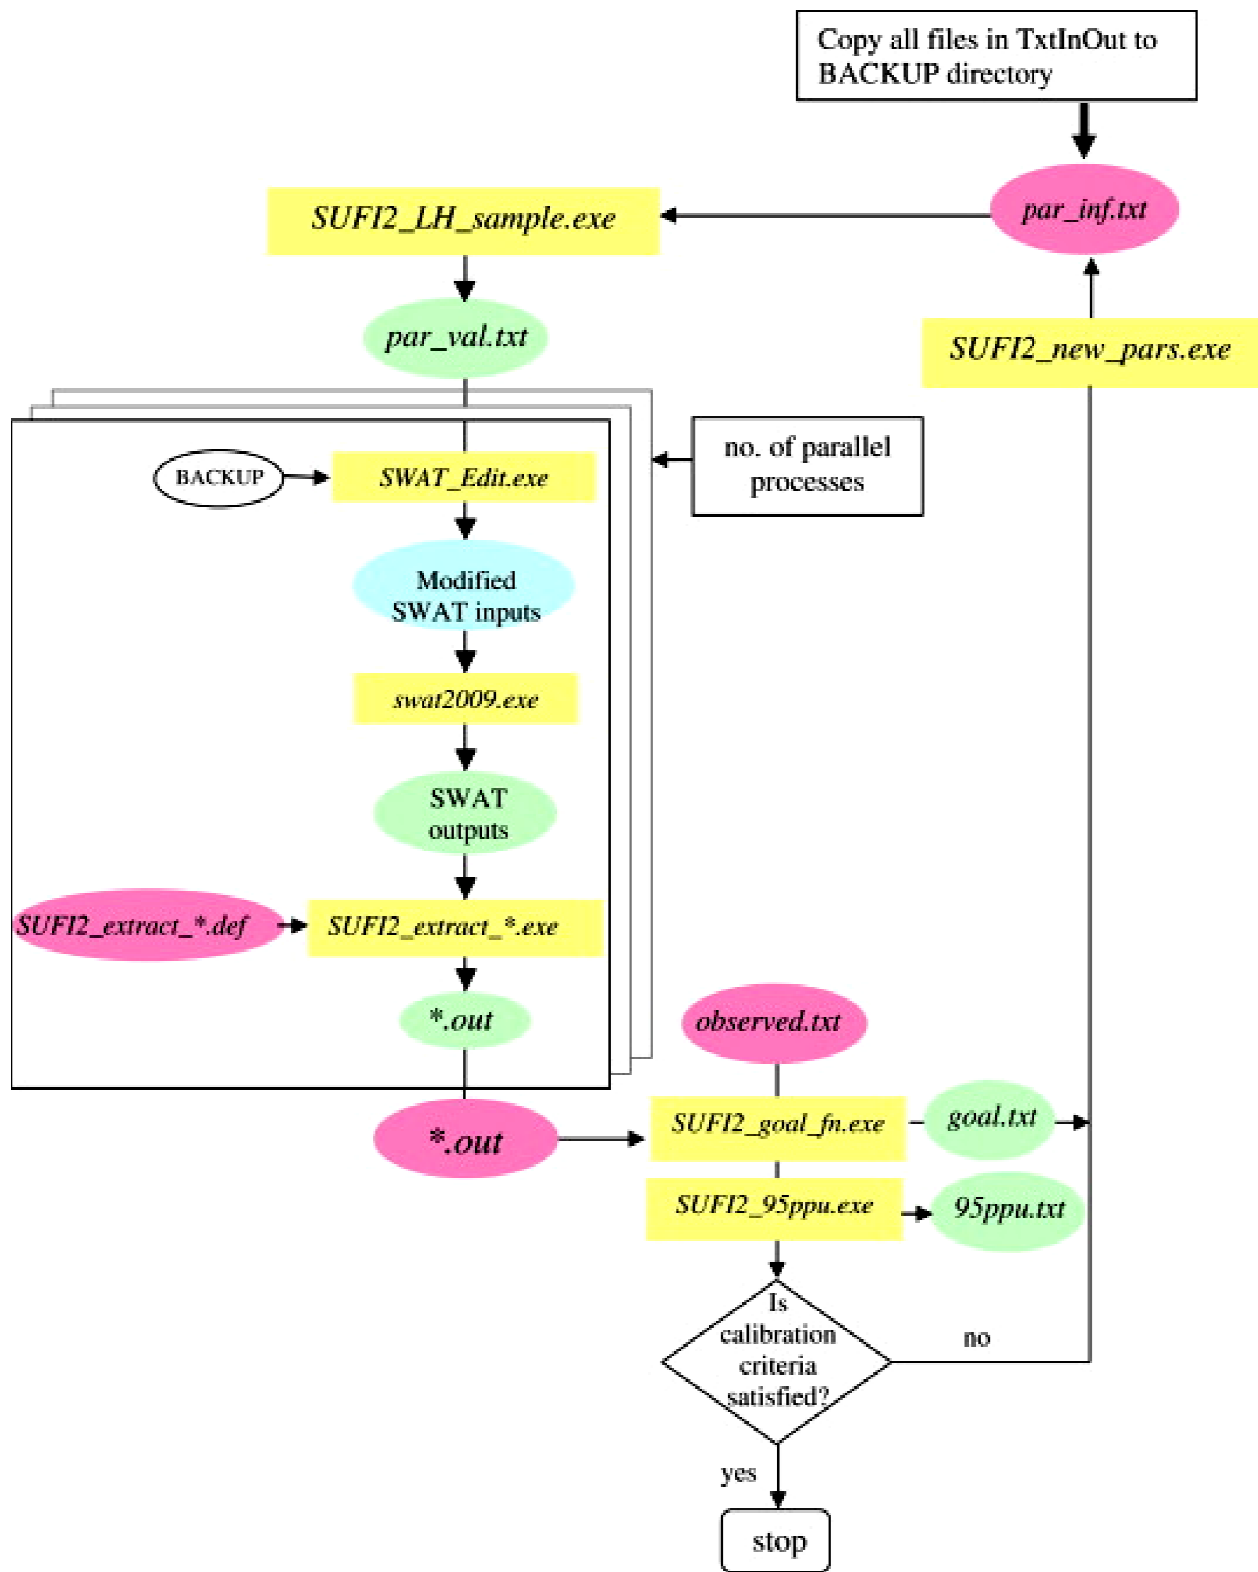 Copy all files in TxtInOut to
BACKUP directory
par_inf.txt
SUFI2_LH_sample.exe
par_val.txt
SUFI2_new_pars.exe
no. of parallel
processes
BACKUP
SWAT_Edit.exe
Modified
SWAT inputs
swat2009.exe
SWAT
outputs
SUFI2_extract_*.def
SUFI2_extract_*.exe
*.out
observed.txt
*.out
SUFI2_goal_fn.exe
goal.txt
SUFI2_95ppu.exe
95ppu.txt
Is
calibration
criteria
satisfied?
no
yes
stop